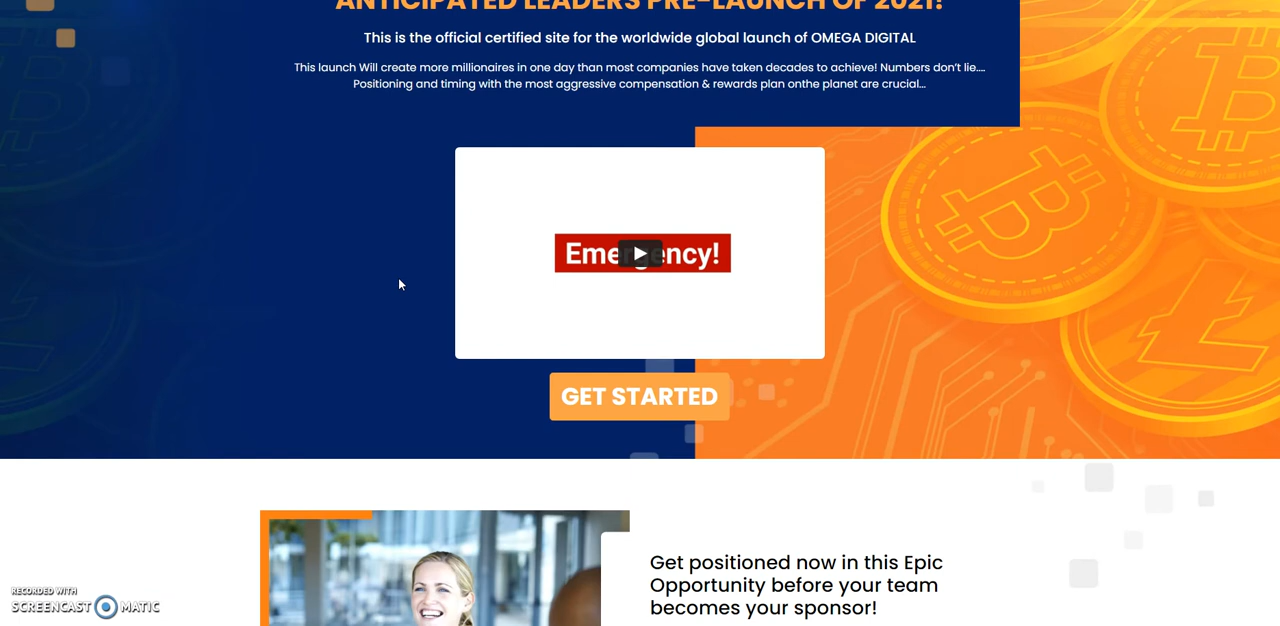 ANTICIPATED LEADERS PRE-LAUNCH OF 2021!
This is the official certified site for the worldwide global launch of OMEGA DIGITAL
This launch Will create more millionaires in one day than most companies have taken decades to achieve! Numbers don't lie....
Positioning and timing with the most aggressive compensation & rewards plan onthe planet are crucial...
Emergency!
GET STARTED
Get positioned now in this Epic
Opportunity before your team
becomes your sponsor!
RECORDED WITH
SCREENCAST MATIC